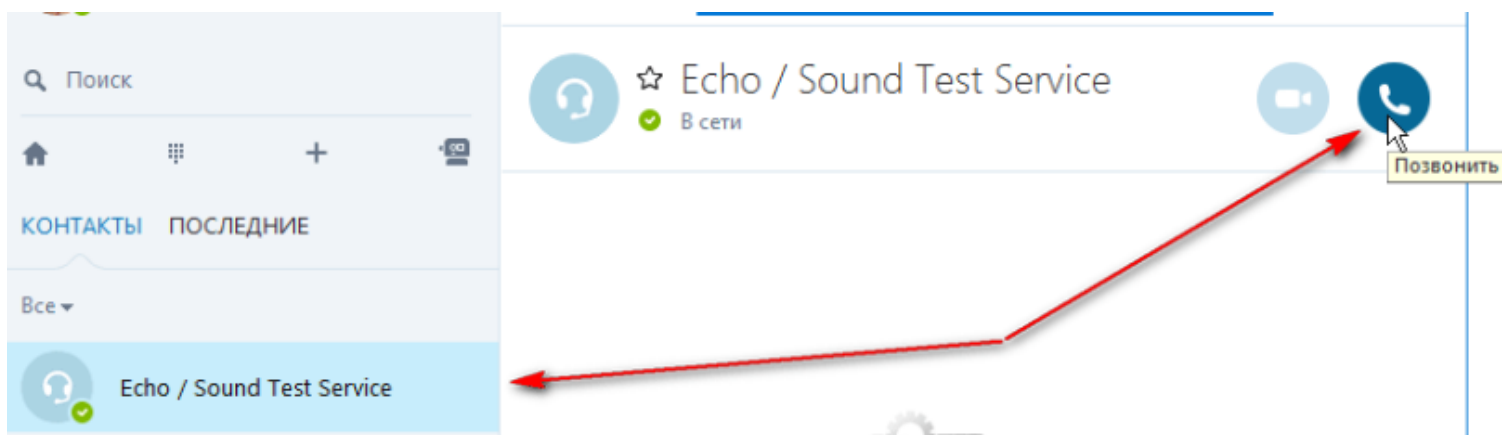 Поиск
КОНТАКТЫ ПОСЛЕДНИЕ
Все
Echo / Sound Test Service
Echo / Sound Test Service
В сети
Позвонить